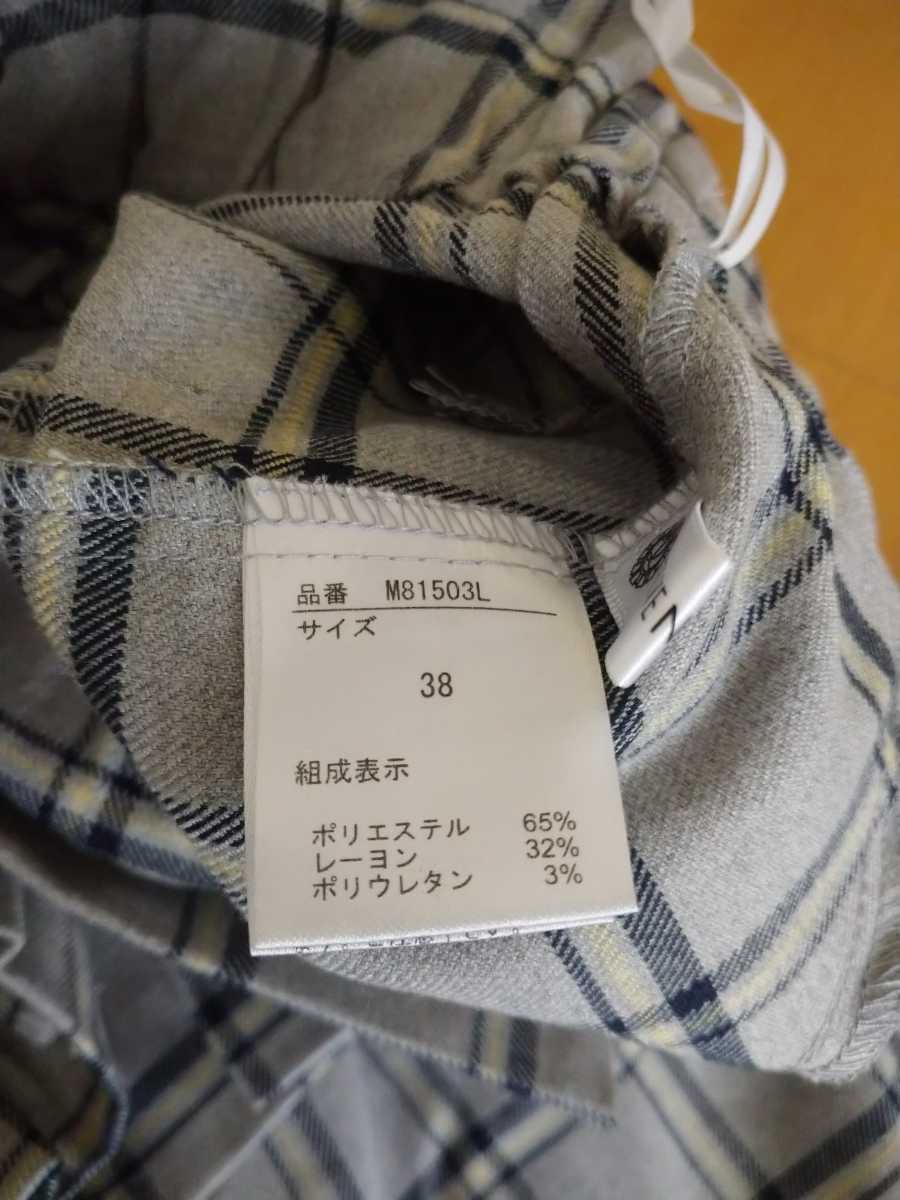 品番 M81503L
サイズ
38
組成表示
ポリエステル 65%
レーヨン 32%
ポリウレタン 3%